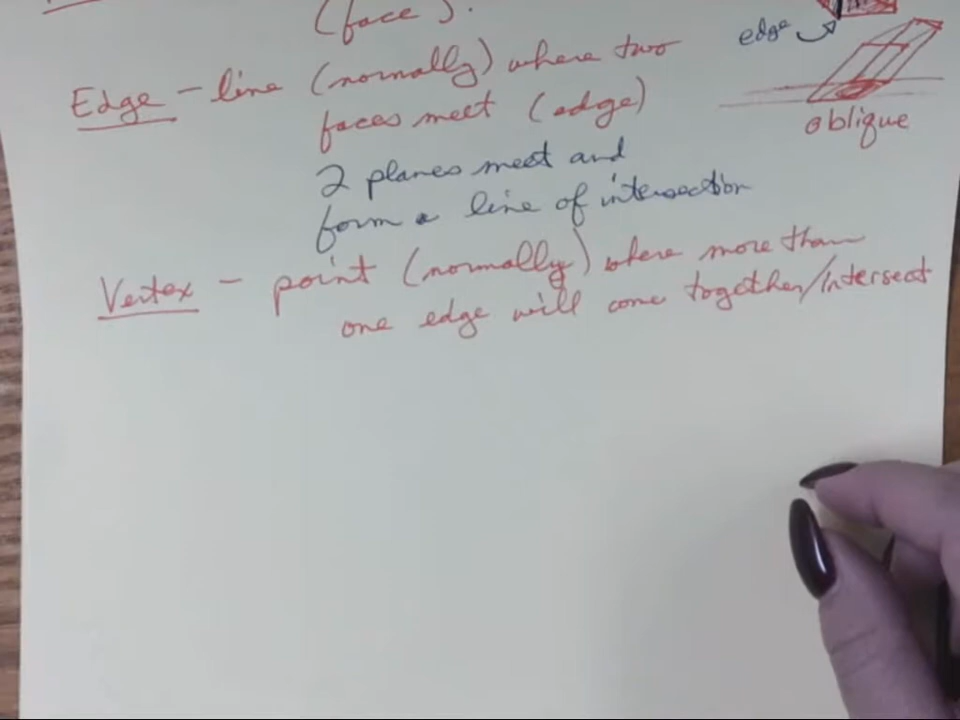 (face).
edge
Edge - line (normally) where two
faces meet (edge)
oblique
2 planes meet and
form a line of intersection
Vertex - point (normally) where more than
one edge will come together/intersect